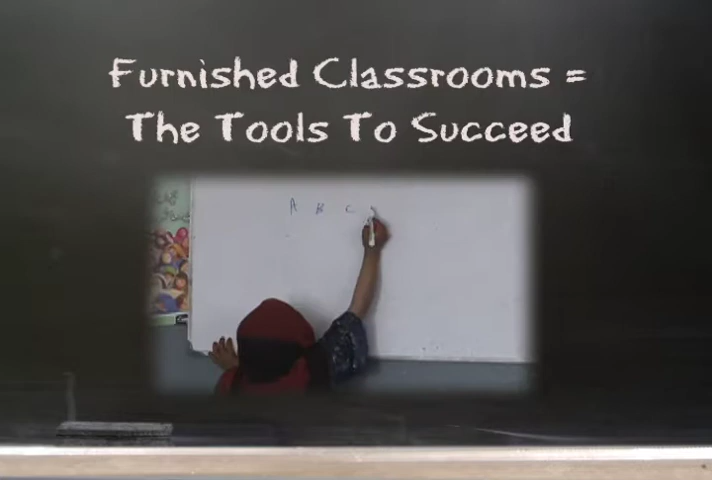 Furnished Classrooms =
The Tools To Succeed
A B C